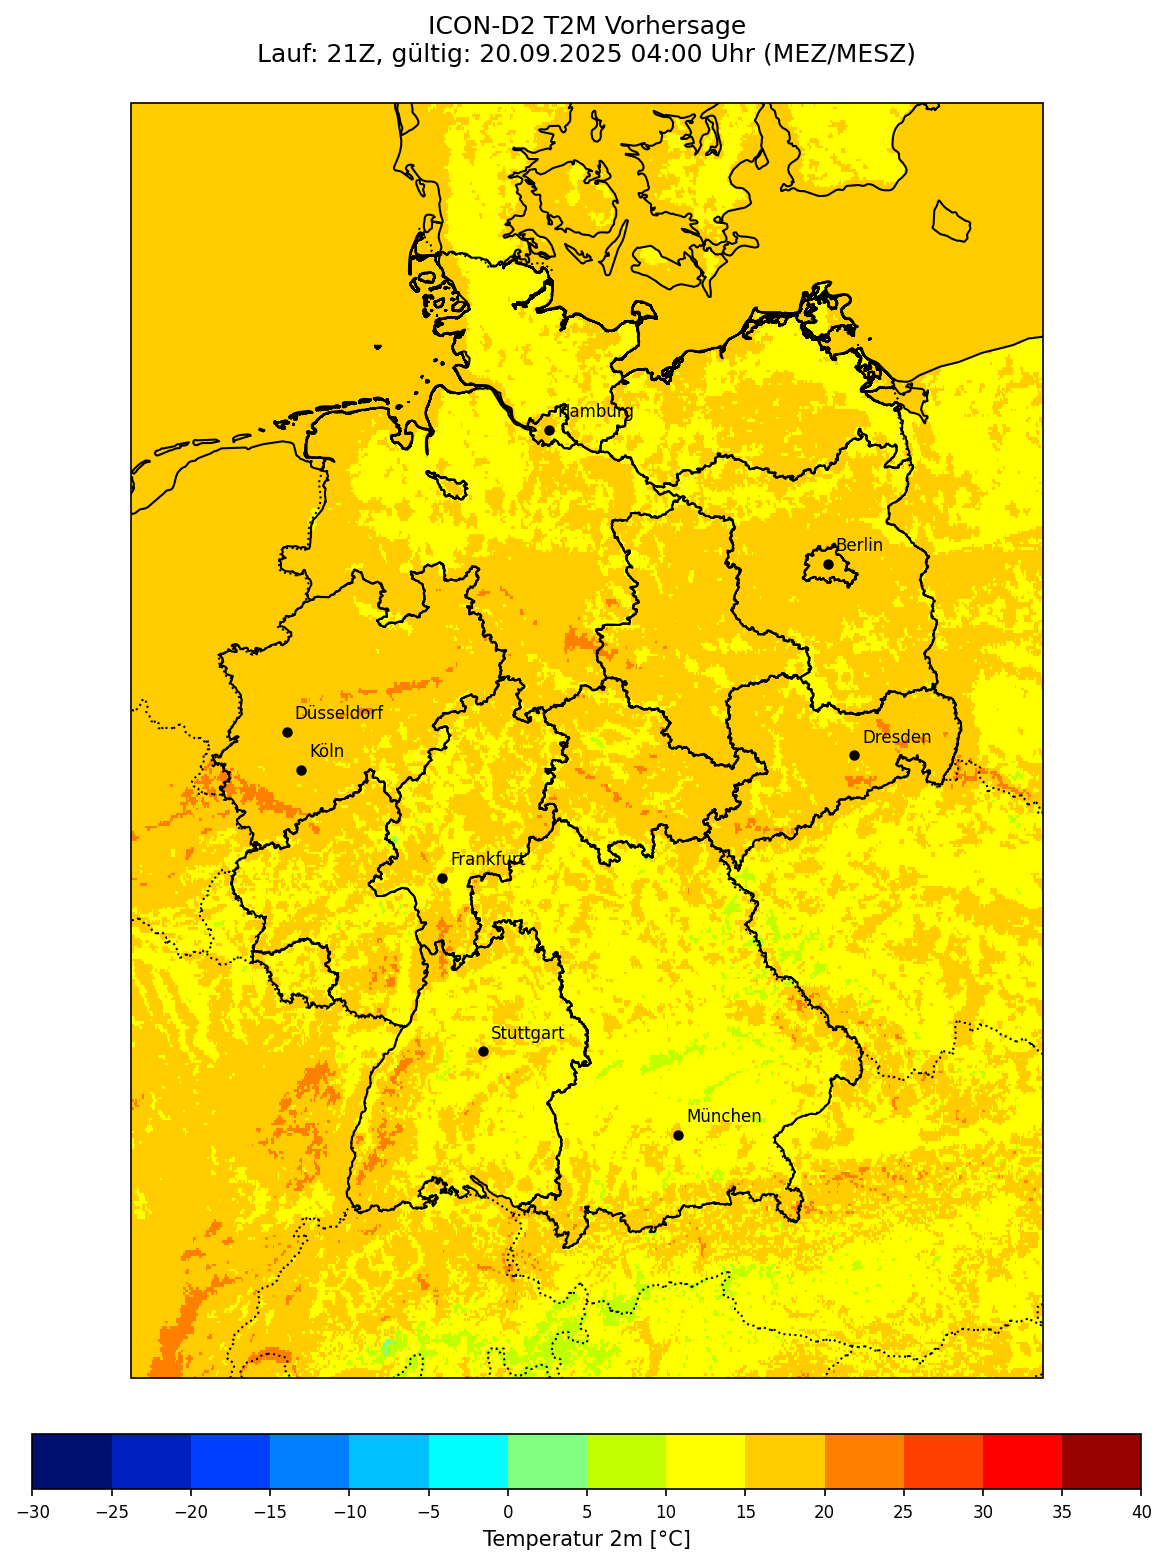 ICON-D2 T2M Vorhersage
Lauf: 21Z, gültig: 20.09.2025 04:00 Uhr (MEZ/MESZ)
Hamburg
Berlin
Düsseldorf
Dresden
Köln
Frankfurt
Stuttgart
München
−30 −25 −20 −15 −10 −5 0 5 10 15 20 25 30 35 40
Temperatur 2m [°C]